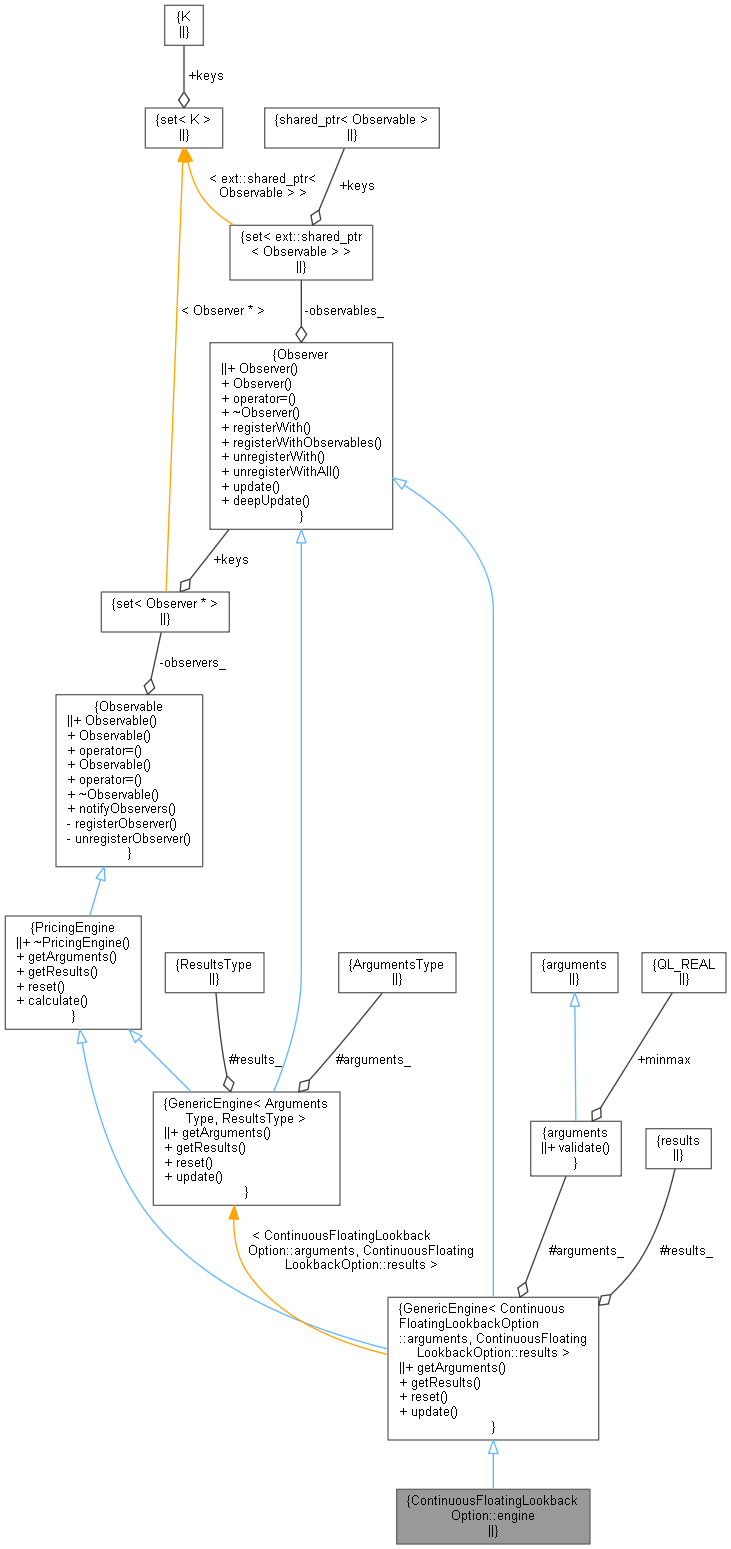 {K
||}
+keys
{set< K >
||}
{shared_ptr< Observable >
||}
< ext::shared_ptr<
Observable > >
+keys
{set< ext::shared_ptr
< Observable > >
||}
< Observer * >
-observables_
{Observer
||+ Observer()
+ Observer()
+ operator=()
+ ~Observer()
+ registerWith()
+ registerWithObservables()
+ unregisterWith()
+ unregisterWithAll()
+ update()
+ deepUpdate()
}
+keys
{set< Observer * >
||}
-observers_
{Observable
||+ Observable()
+ Observable()
+ operator=()
+ Observable()
+ operator=()
+ ~Observable()
+ notifyObservers()
- registerObserver()
- unregisterObserver()
}
{PricingEngine
||+ ~PricingEngine()
+ getArguments()
+ getResults()
+ reset()
+ calculate()
}
{ResultsType
||}
{ArgumentsType
||}
{arguments
||}
{QL_REAL
||}
#results_
#arguments_
+minmax
{GenericEngine< Arguments
Type, ResultsType >
||+ getArguments()
+ getResults()
+ reset()
+ update()
}
{arguments
||+ validate()
}
{results
||}
< ContinuousFloatingLookback
Option::arguments, ContinuousFloating
LookbackOption::results >
#arguments_
#results_
{GenericEngine< Continuous
FloatingLookbackOption
::arguments, ContinuousFloating
LookbackOption::results >
||+ getArguments()
+ getResults()
+ reset()
+ update()
}
{ContinuousFloatingLookback
Option::engine
||}